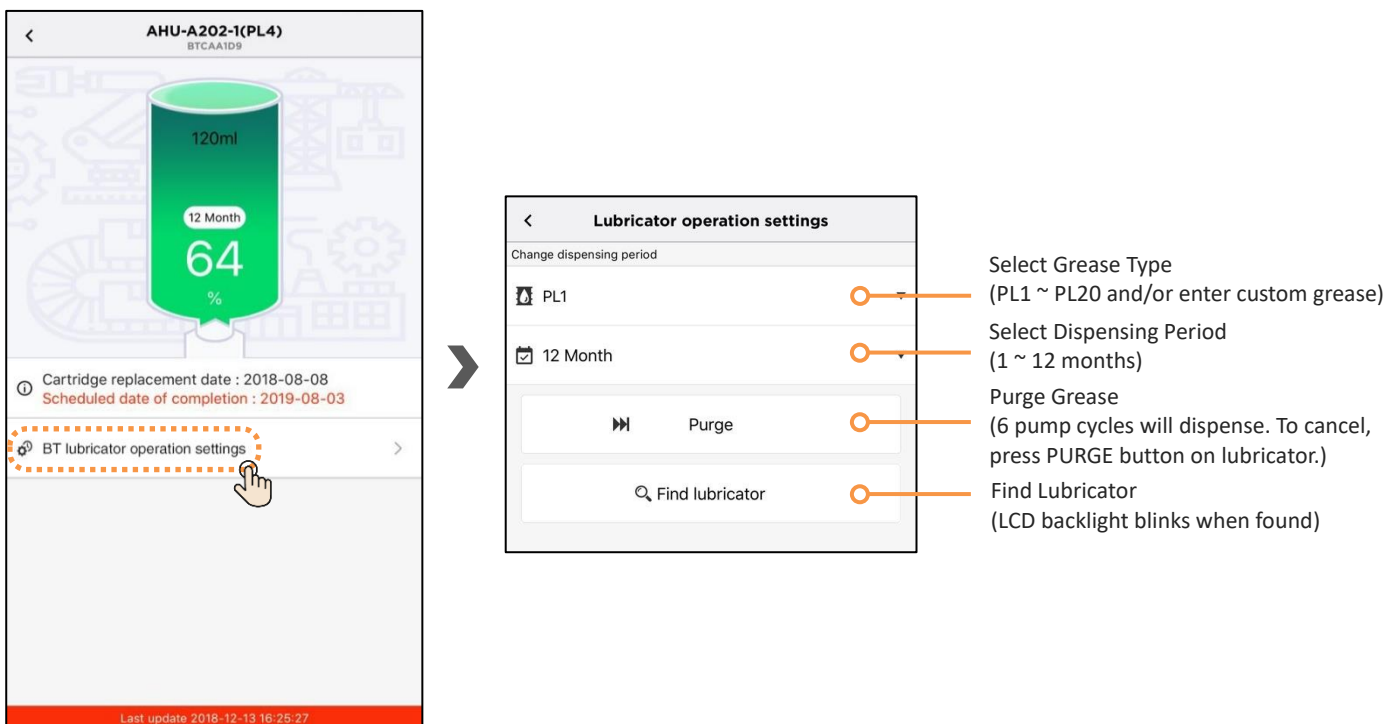 AHU-A202-1(PL4)
BTCAA1D9
120ml
12 Month
64
%
Cartridge replacement date : 2018-08-08
Scheduled date of completion : 2019-08-03
BT lubricator operation settings
Last update 2018-12-13 16:25:27
Lubricator operation settings
Change dispensing period
PL1
12 Month
Purge
Find lubricator
Select Grease Type
(PL1 ~ PL20 and/or enter custom grease)
Select Dispensing Period
(1 ~ 12 months)
Purge Grease
(6 pump cycles will dispense. To cancel,
press PURGE button on lubricator.)
Find Lubricator
(LCD backlight blinks when found)